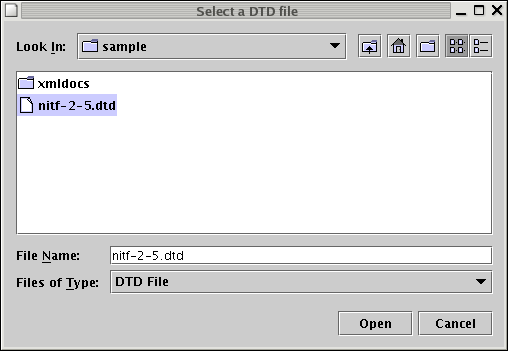 Select a DTD file
Look In: sample
xmldocs
nitf-2-5.dtd
File Name: nitf-2-5.dtd
Files of Type: DTD File
Open Cancel